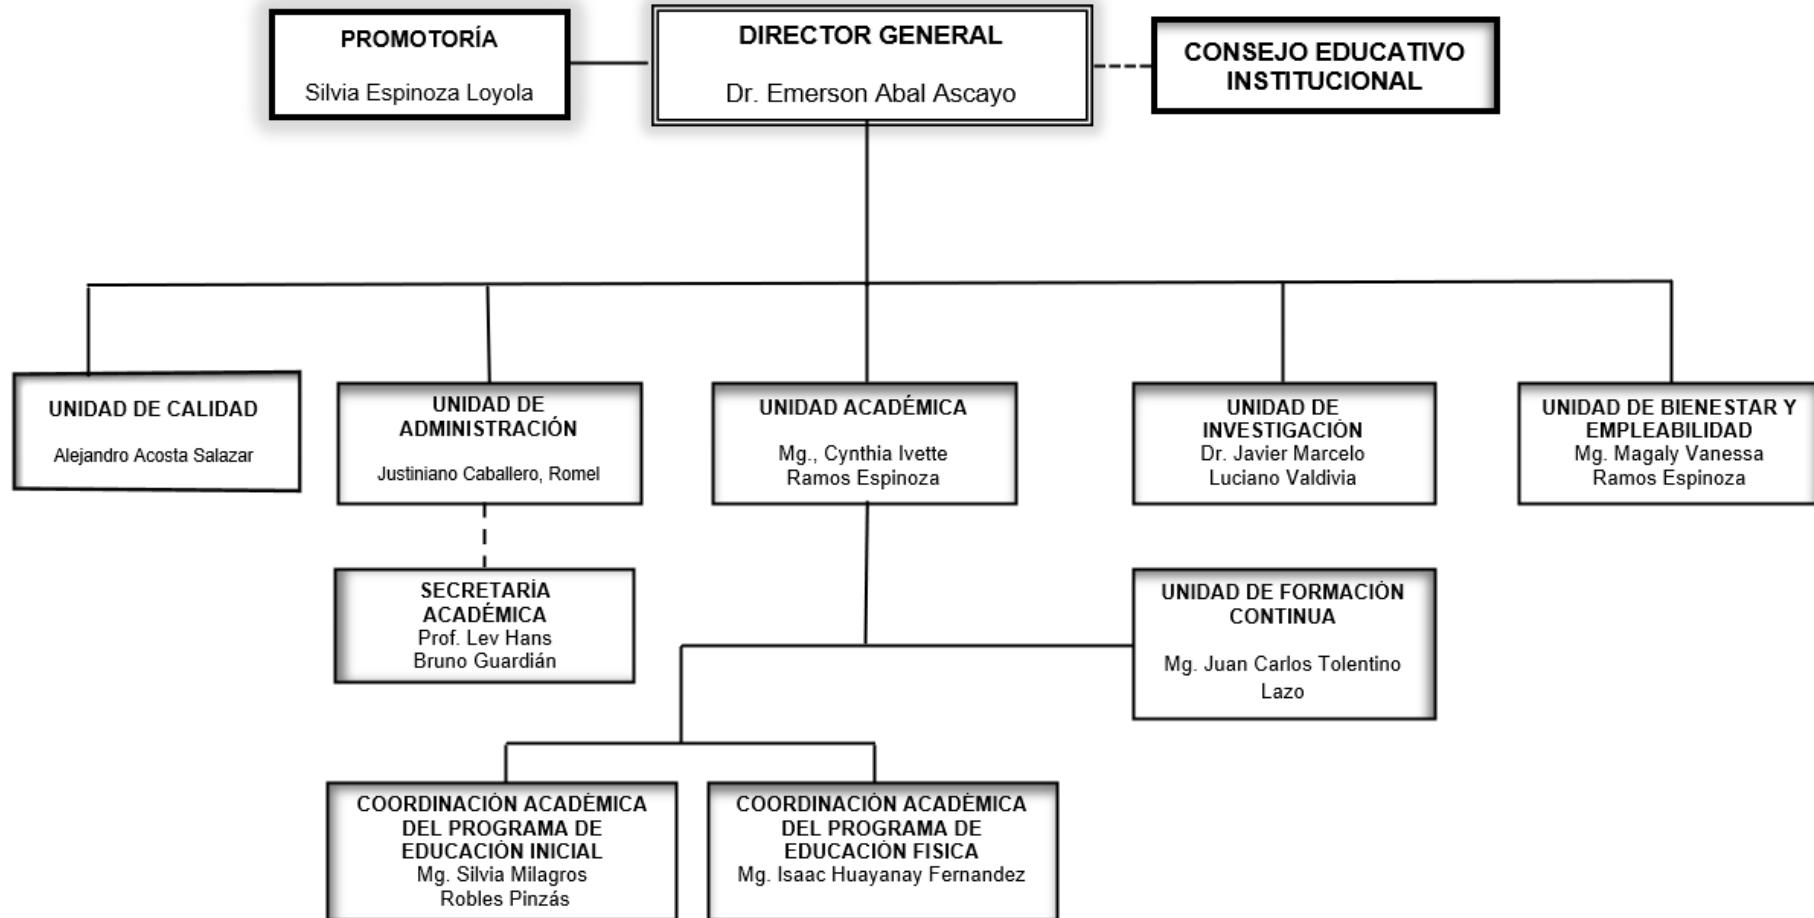 PROMOTORÍA
Silvia Espinoza Loyola
DIRECTOR GENERAL
Dr. Emerson Abal Ascayo
CONSEJO EDUCATIVO
INSTITUCIONAL
UNIDAD DE CALIDAD
Alejandro Acosta Salazar
UNIDAD DE
ADMINISTRACIÓN
Justiniano Caballero, Romel
UNIDAD ACADÉMICA
Mg., Cynthia Ivette
Ramos Espinoza
UNIDAD DE
INVESTIGACIÓN
Dr. Javier Marcelo
Luciano Valdivia
UNIDAD DE BIENESTAR Y
EMPLEABILIDAD
Mg. Magaly Vanessa
Ramos Espinoza
SECRETARÍA
ACADÉMICA
Prof. Lev Hans
Bruno Guardián
UNIDAD DE FORMACIÓN
CONTINUA
Mg. Juan Carlos Tolentino
Lazo
COORDINACIÓN ACADÉMICA
DEL PROGRAMA DE
EDUCACIÓN INICIAL
Mg. Silvia Milagros
Robles Pinzás
COORDINACIÓN ACADÉMICA
DEL PROGRAMA DE
EDUCACIÓN FISICA
Mg. Isaac Huayanay Fernandez